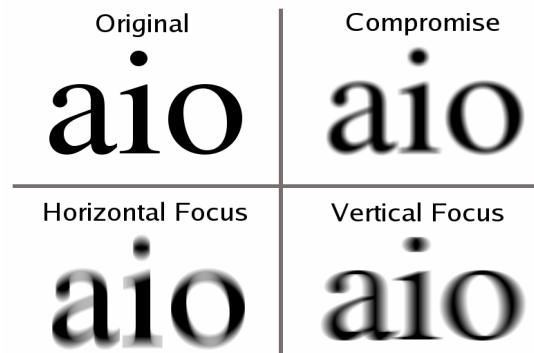 Original
aio
Compromise
aio
Horizontal Focus
aio
Vertical Focus
aio